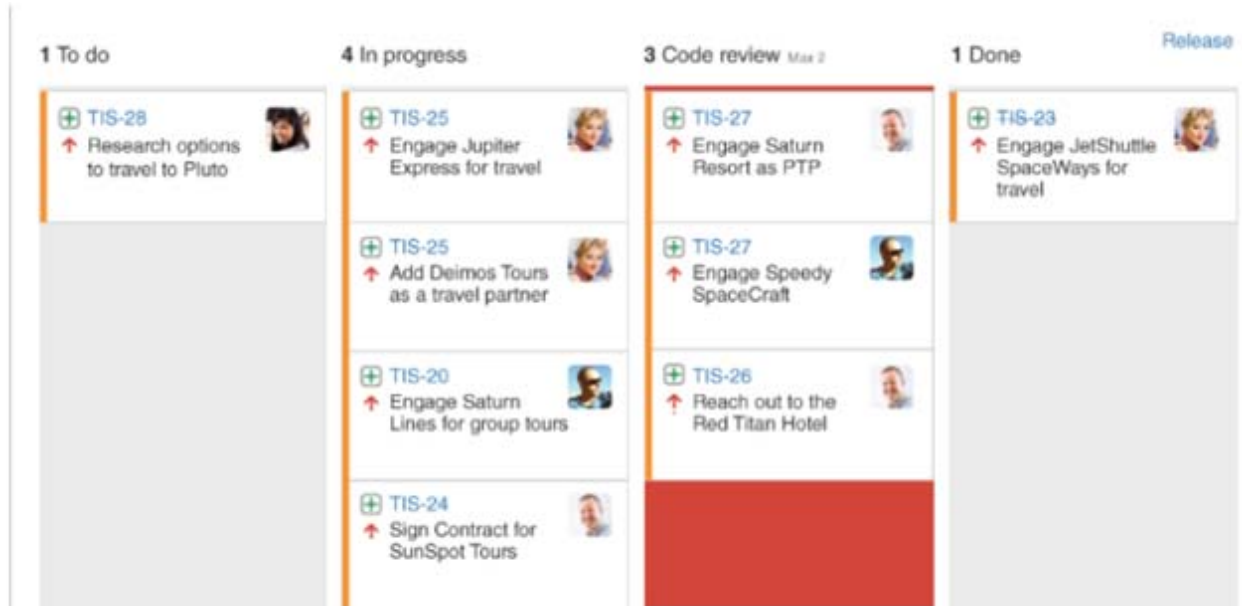 Release
1 To do
4 In progress
3 Code review Max 2
1 Done
TIS-28
Research options
to travel to Pluto
TIS-25
Engage Jupiter
Express for travel
TIS-25
Add Deimos Tours
as a travel partner
TIS-20
Engage Saturn
Lines for group tours
TIS-24
Sign Contract for
SunSpot Tours
TIS-27
Engage Saturn
Resort as PTP
TIS-27
Engage Speedy
SpaceCraft
TIS-26
Reach out to the
Red Titan Hotel
TIS-23
Engage JetShuttle
SpaceWays for
travel